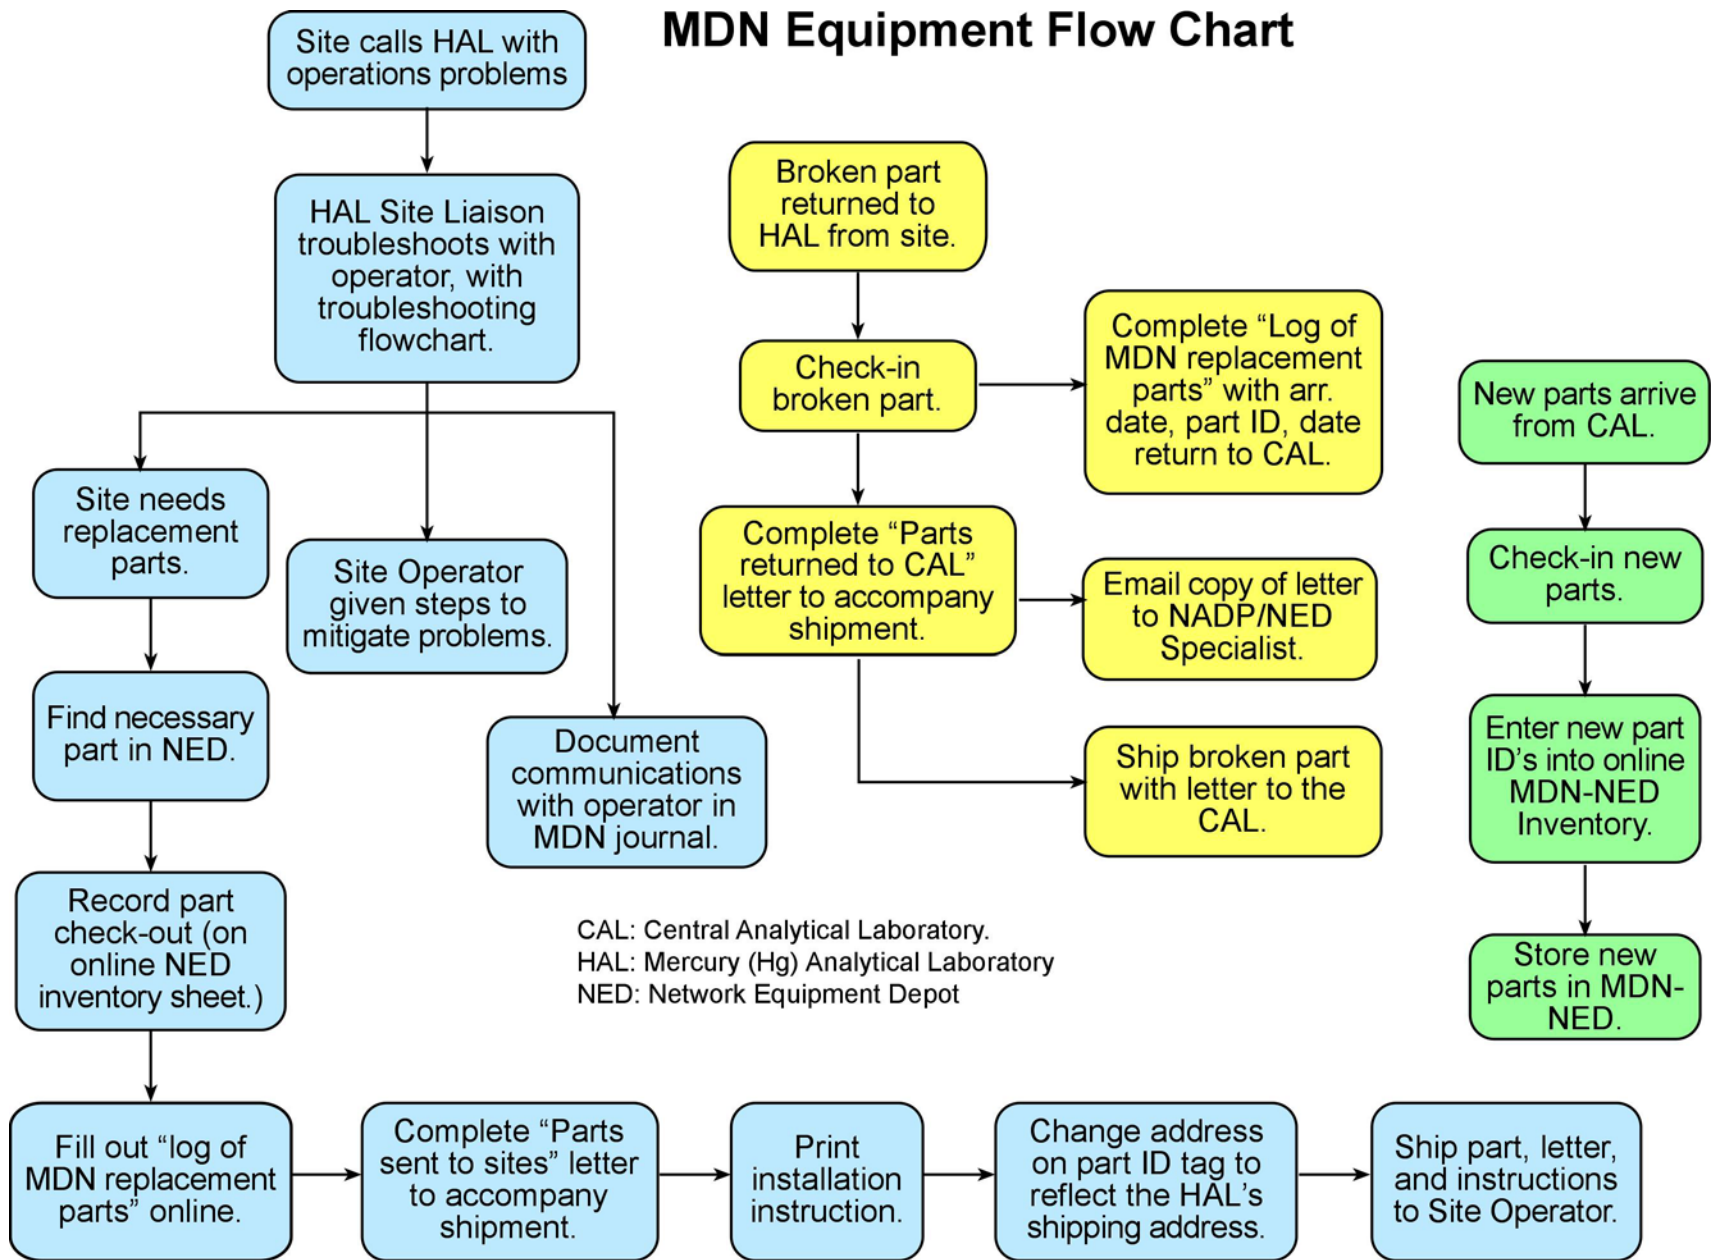 MDN Equipment Flow Chart
Site calls HAL with
operations problems
HAL Site Liaison
troubleshoots with
operator, with
troubleshooting
flowchart.
Site needs
replacement
parts.
Site Operator
given steps to
mitigate problems.
Document
communications
with operator in
MDN journal.
Find necessary
part in NED.
Record part
check-out (on
online NED
inventory sheet.)
Fill out “log of
MDN replacement
parts” online.
Complete “Parts
sent to sites” letter
to accompany
shipment.
Print
installation
instruction.
Change address
on part ID tag to
reflect the HAL’s
shipping address.
Ship part, letter,
and instructions
to Site Operator.
Broken part
returned to
HAL from site.
Check-in
broken part.
Complete “Log of
MDN replacement
parts” with arr.
date, part ID, date
return to CAL.
Complete “Parts
returned to CAL”
letter to accompany
shipment.
Email copy of letter
to NADP/NED
Specialist.
Ship broken part
with letter to the
CAL.
New parts arrive
from CAL.
Check-in new
parts.
Enter new part
ID’s into online
MDN-NED
Inventory.
Store new
parts in MDN-
NED.
CAL: Central Analytical Laboratory.
HAL: Mercury (Hg) Analytical Laboratory
NED: Network Equipment Depot